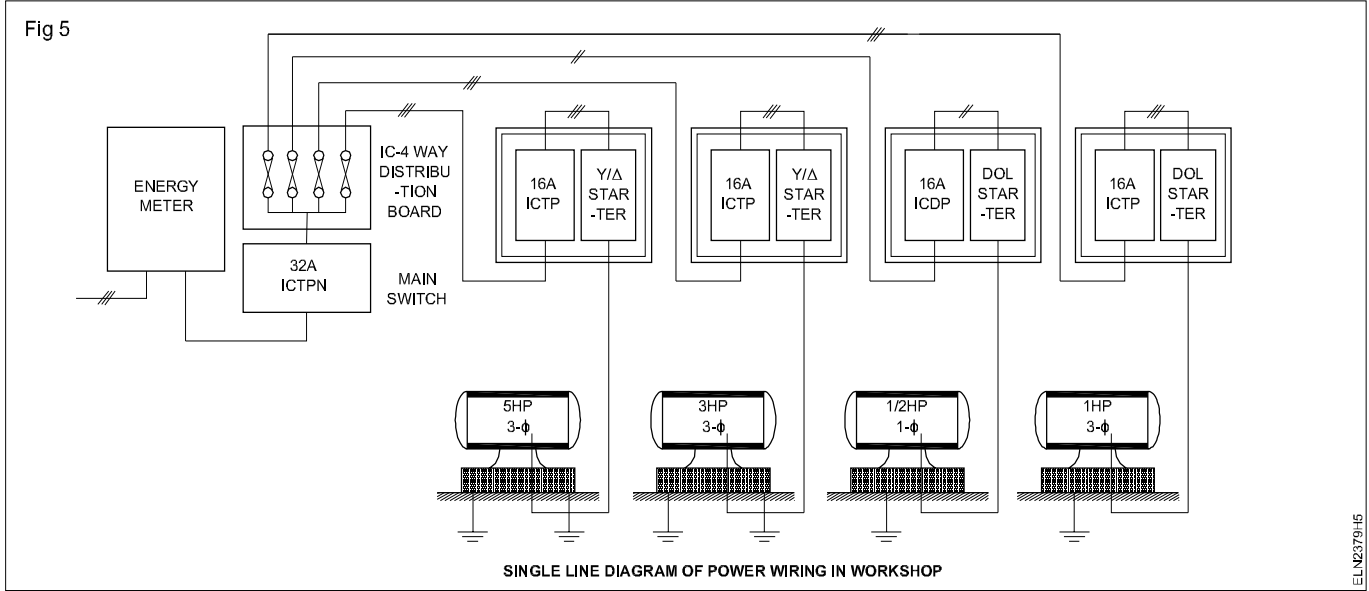 Fig 5
ENERGY
METER
IC-4 WAY
DISTRIBU
-TION
BOARD
32A
ICTPN
MAIN
SWITCH
16A
ICTP
Y/Δ
STAR
-TER
16A
ICTP
Y/Δ
STAR
-TER
16A
ICDP
DOL
STAR
-TER
16A
ICTP
DOL
STAR
-TER
5HP
3-ϕ
3HP
3-ϕ
1/2HP
1-ϕ
1HP
3-ϕ
SINGLE LINE DIAGRAM OF POWER WIRING IN WORKSHOP
ELN2379H5